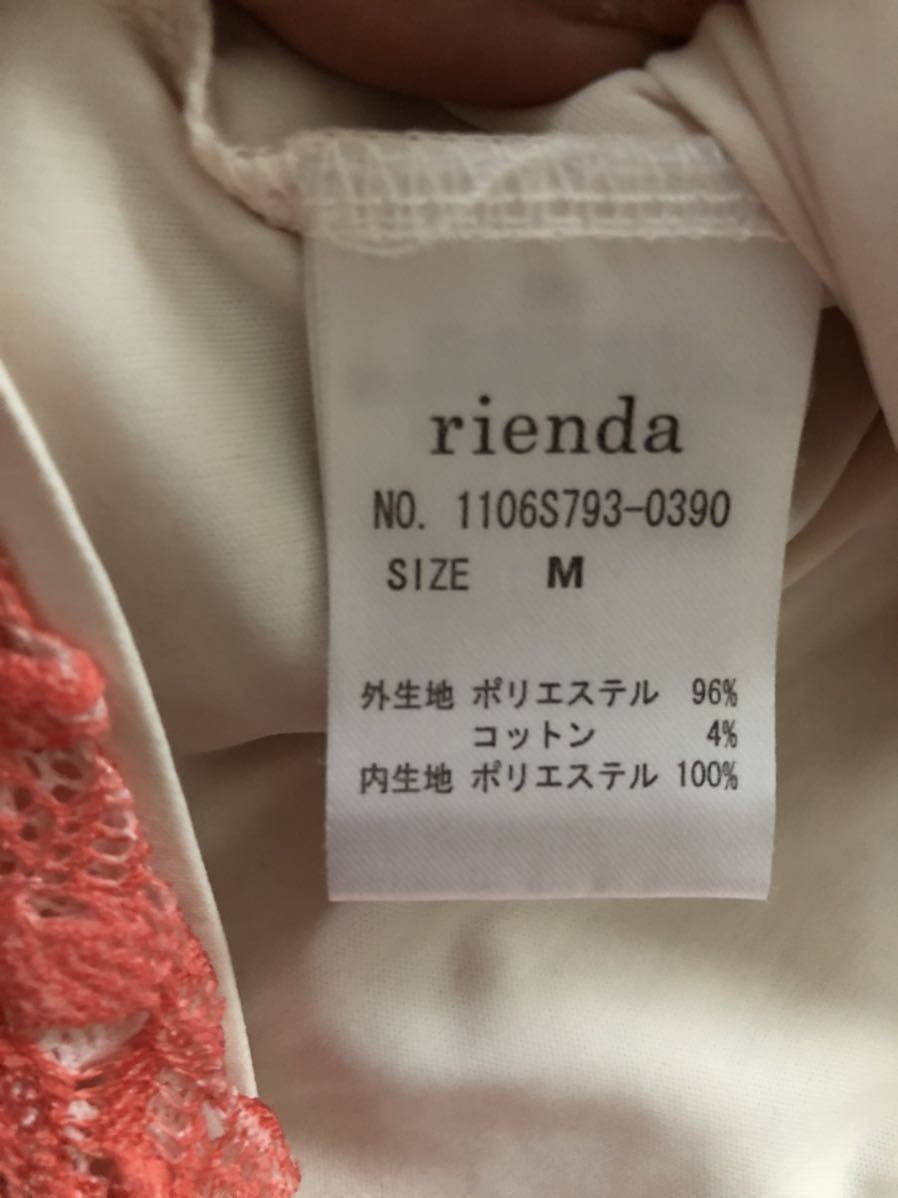 rienda
NO. 1106S793-0390
SIZE M
外生地 ポリエステル 96%
コットン 4%
内生地 ポリエステル 100%